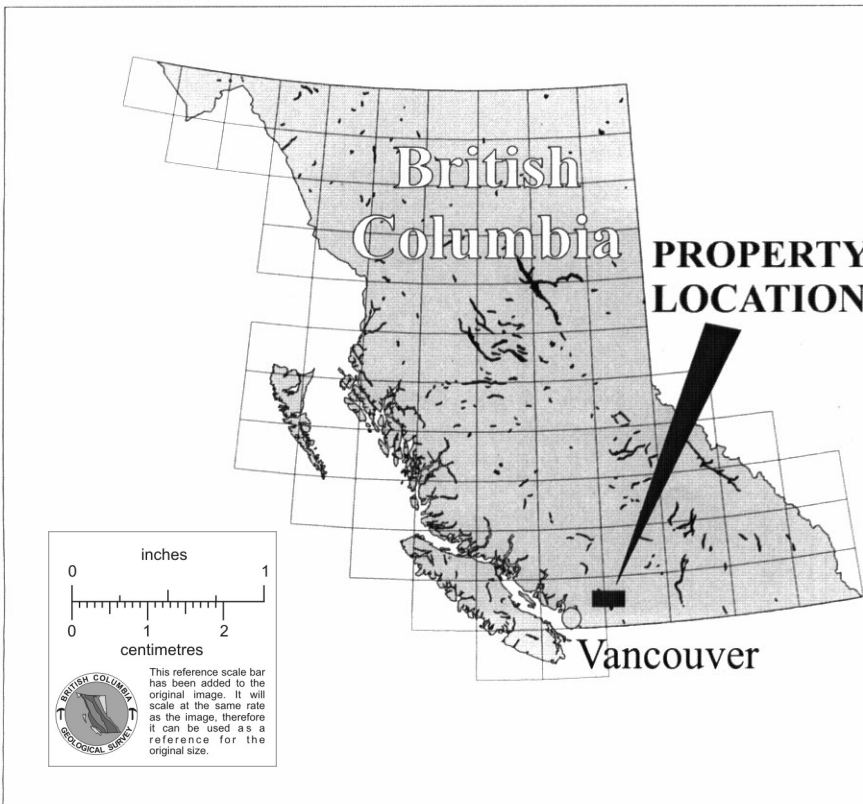 British
Columbia
PROPERTY
LOCATION
Vancouver
inches
0 1
0 1 2
centimetres
This reference scale bar
has been added to the
original image. It will
scale at the same rate
as the image, therefore
it can be used as a
reference for the
original size.
BRITISH COLUMBIA
GEOLOGICAL SURVEY